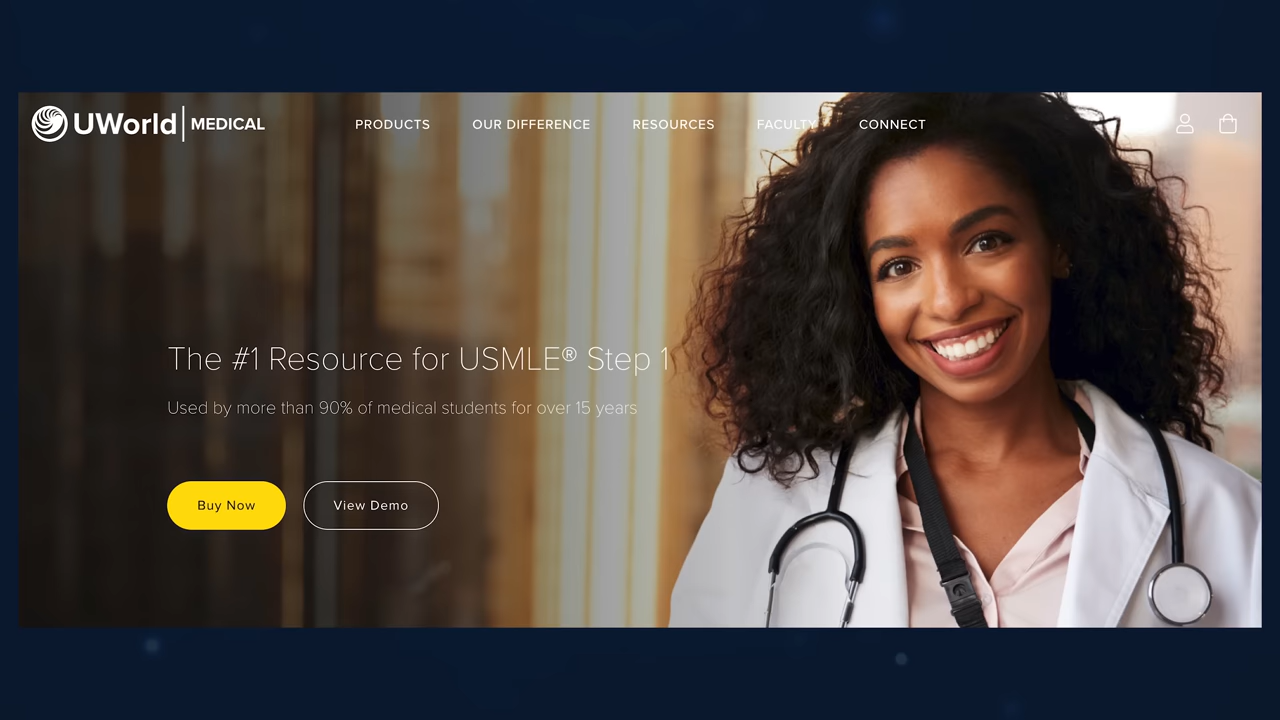 UWorld MEDICAL
PRODUCTS OUR DIFFERENCE RESOURCES FACULTY CONNECT
The #1 Resource for USMLE® Step 1
Used by more than 90% of medical students for over 15 years
Buy Now View Demo